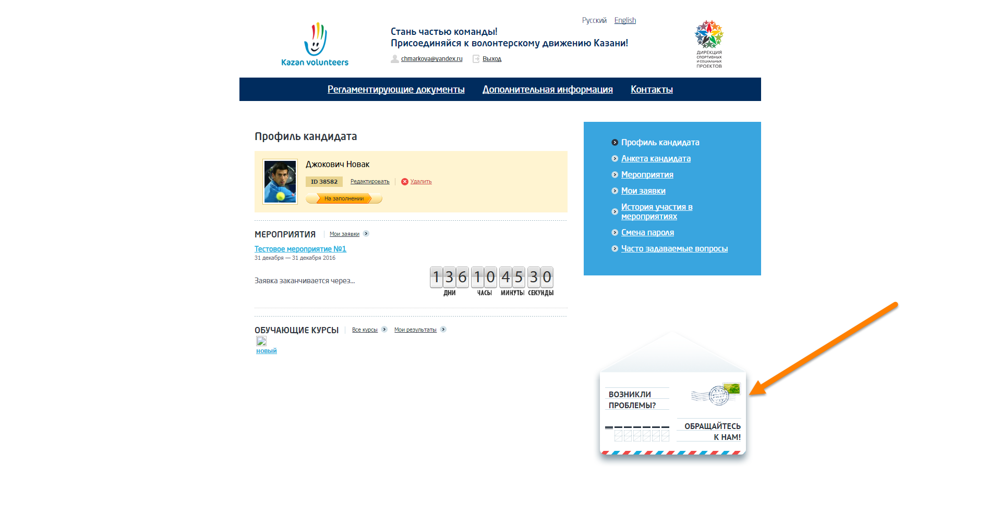 Русский English
Kazan volunteers
Стань частью команды!
Присоединяйся к волонтерскому движению Казани!
chmarkova@yandex.ru Выход
ДИРЕКЦИЯ
СПОРТИВНЫХ
И СОЦИАЛЬНЫХ
ПРОЕКТОВ
Регламентирующие документы Дополнительная информация Контакты
Профиль кандидата
Джокович Новак
ID 38582 Редактировать Удалить
На заполнении
МЕРОПРИЯТИЯ Мои заявки
Тестовое мероприятие №1
31 декабря — 31 декабря 2016
Заявка заканчивается через...
136 10 45 30
ДНИ ЧАСЫ МИНУТЫ СЕКУНДЫ
ОБУЧАЮЩИЕ КУРСЫ Все курсы Мои результаты
новый
Профиль кандидата
Анкета кандидата
Мероприятия
Мои заявки
История участия в
мероприятиях
Смена пароля
Часто задаваемые вопросы
ВОЗНИКЛИ
ПРОБЛЕМЫ?
ОБРАЩАЙТЕСЬ
К НАМ!